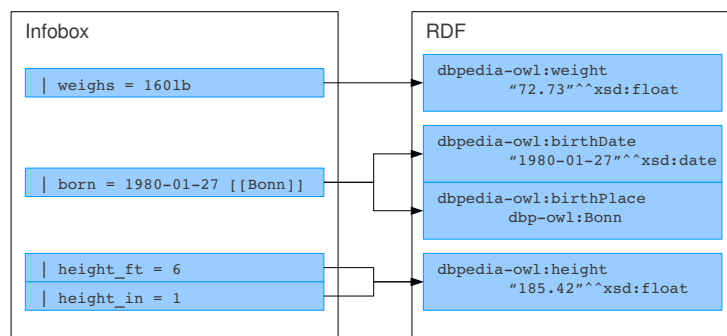 Infobox
| weighs = 160lb
| born = 1980-01-27 [[Bonn]]
| height_ft = 6
| height_in = 1
RDF
dbpedia-owl:weight
“72.73”^^xsd:float
dbpedia-owl:birthDate
“1980-01-27”^^xsd:date
dbpedia-owl:birthPlace
dbp-owl:Bonn
dbpedia-owl:height
“185.42”^^xsd:float